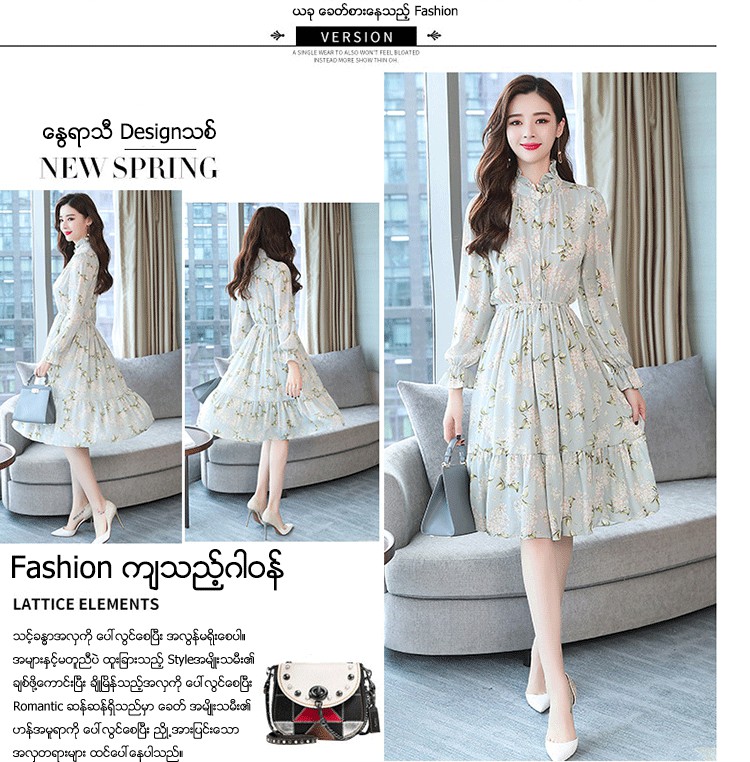 ယခု ခေတ်စားနေသည့် Fashion
VERSION
A SINGLE WEAR TO ALSO WON'T FEEL BLOATED
INSTEAD MORE SHOW THIN OH.
နွေရာသီ Designသစ်
NEW SPRING
Fashion ကျသည့်ဂါဝန်
LATTICE ELEMENTS
သင့်ခန္ဓာအလှကို ပေါ်လွင်စေပြီး အလွန်မရိုးစေပါ။
အများနှင့်မတူညီပဲ ထူးခြားသည့် Styleအမျိုးသမီး၏
ချစ်ဖို့ကောင်းပြီး ချိုမြိန်သည့်အလှကို ပေါ်လွင်စေပြီး
Romantic ဆန်ဆန်ရှိသည်မှာ ခေတ် အမျိုးသမီး၏
ဟန်အမူရာကို ပေါ်လွင်စေပြီး ညှို့အားပြင်းသော
အလှတရားများ ထင်ပေါ်နေပါသည်။